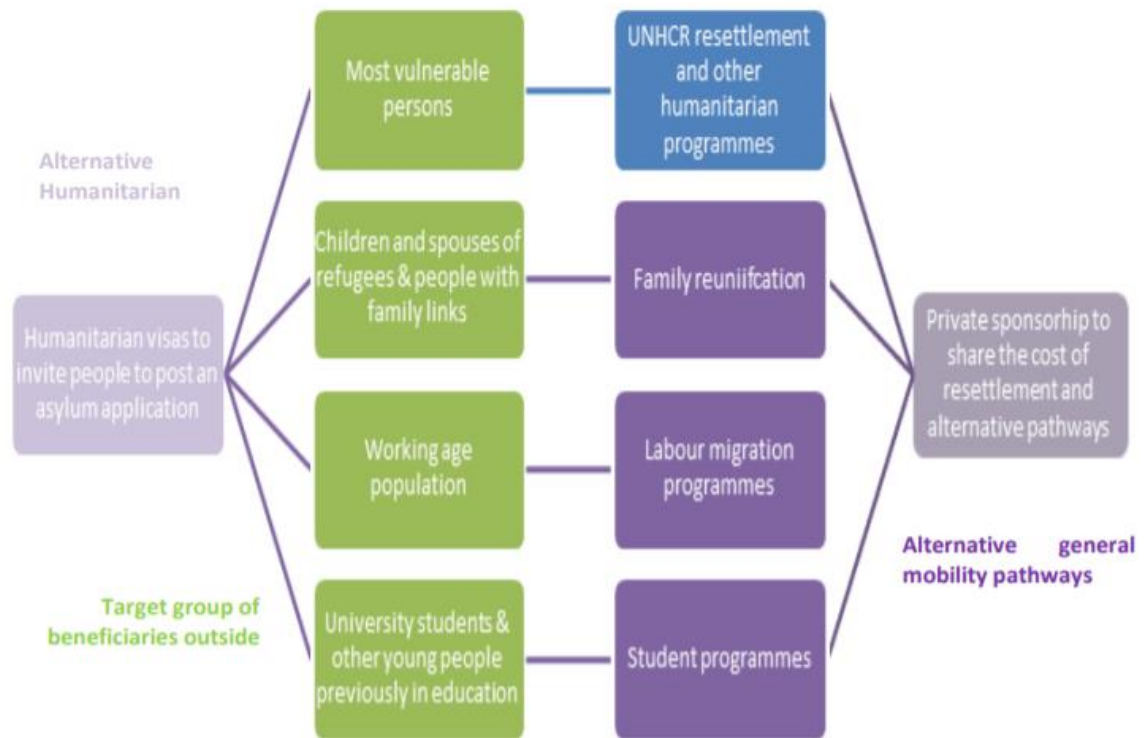 Most vulnerable
persons
UNHCR resettlement
and other
humanitarian
programmes
Alternative
Humanitarian
Children and spouses of
refugees & people with
family links
Family reuniifcation
Humanitarian visas to
invite people to post an
asylum application
Private sponsorhip to
share the cost of
resettlement and
alternative pathways
Working age
population
Labour migration
programmes
Alternative general
mobility pathways
Target group of
beneficiaries outside
University students &
other young people
previously in education
Student programmes